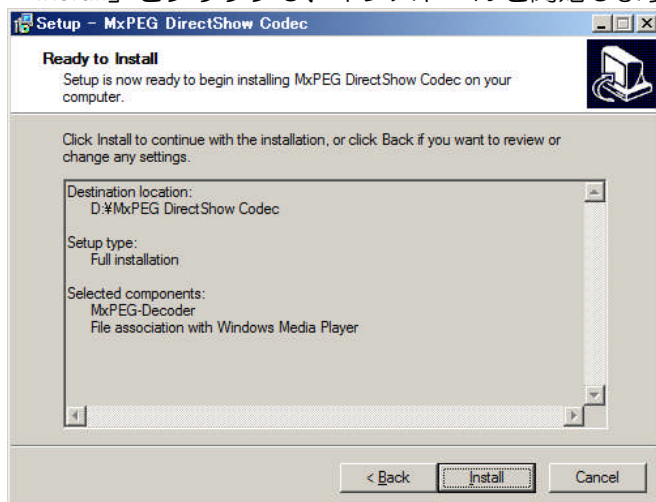 Setup - MxPEG DirectShow Codec
Ready to Install
Setup is now ready to begin installing MxPEG DirectShow Codec on your
computer.
Click Install to continue with the installation, or click Back if you want to review or
change any settings.
Destination location:
D:¥MxPEG DirectShow Codec
Setup type:
Full installation
Selected components:
MxPEG-Decoder
File association with Windows Media Player
< Back
Install
Cancel